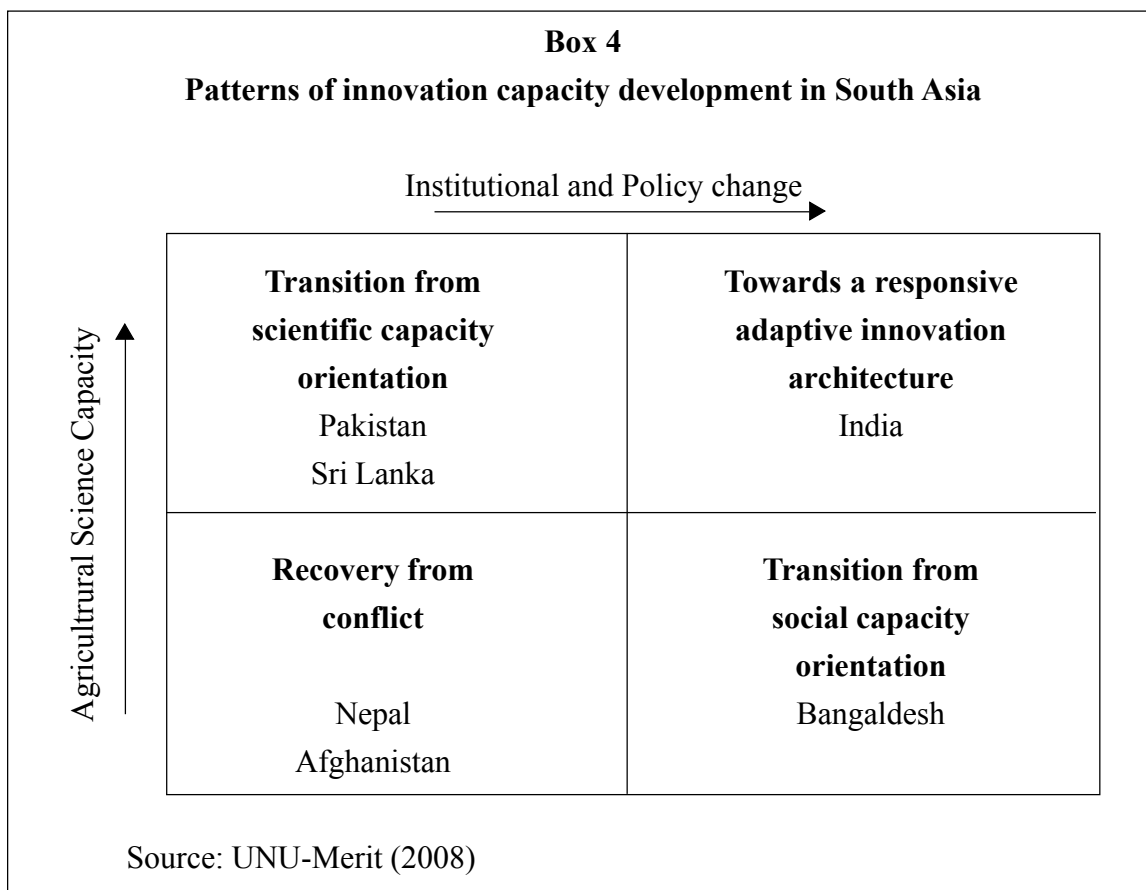 Box 4
Patterns of innovation capacity development in South Asia
Institutional and Policy change
Agricultrural Science Capacity
Transition from
scientific capacity
orientation
Pakistan
Sri Lanka
Towards a responsive
adaptive innovation
architecture
India
Recovery from
conflict
Nepal
Afghanistan
Transition from
social capacity
orientation
Bangaldesh
Source: UNU-Merit (2008)